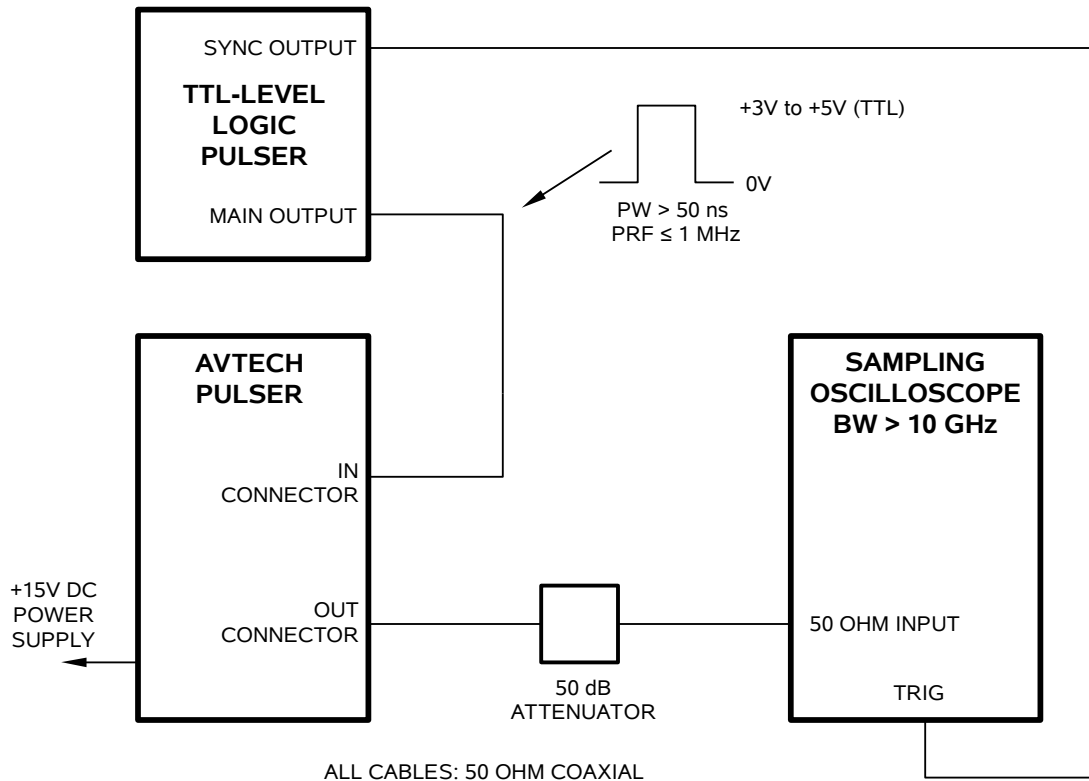 SYNC OUTPUT
TTL-LEVEL
LOGIC
PULSER
MAIN OUTPUT
+3V to +5V (TTL)
0V
PW > 50 ns
PRF ≤ 1 MHz
AVTECH
PULSER
IN
CONNECTOR
OUT
CONNECTOR
+15V DC
POWER
SUPPLY
50 dB
ATTENUATOR
SAMPLING
OSCILLOSCOPE
BW > 10 GHz
50 OHM INPUT
TRIG
ALL CABLES: 50 OHM COAXIAL